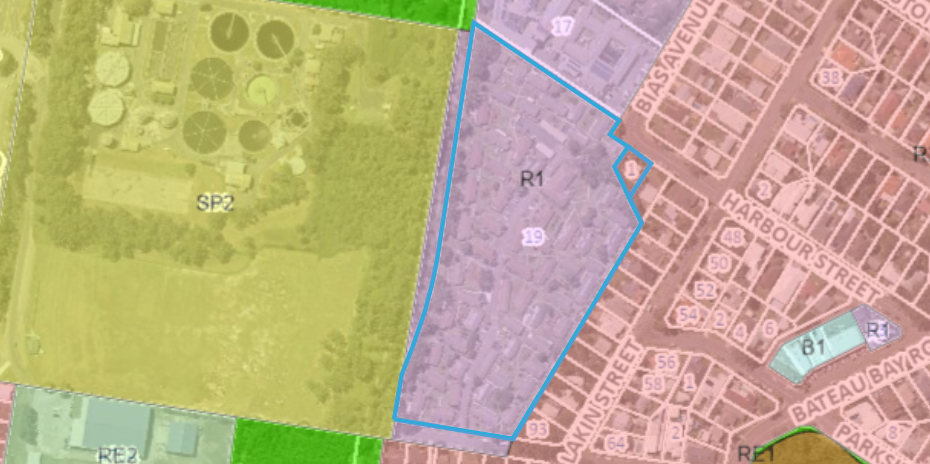 17
BIAS AVENUE
38
R1
1
2
SP2
19
HARBOUR STREET
48
50
52
54
2
4
6
R1
B1
56
58
1
BATEAU BAY RO
LAKIN STREET
93
64
2
PARKS
8
RE2
RE1